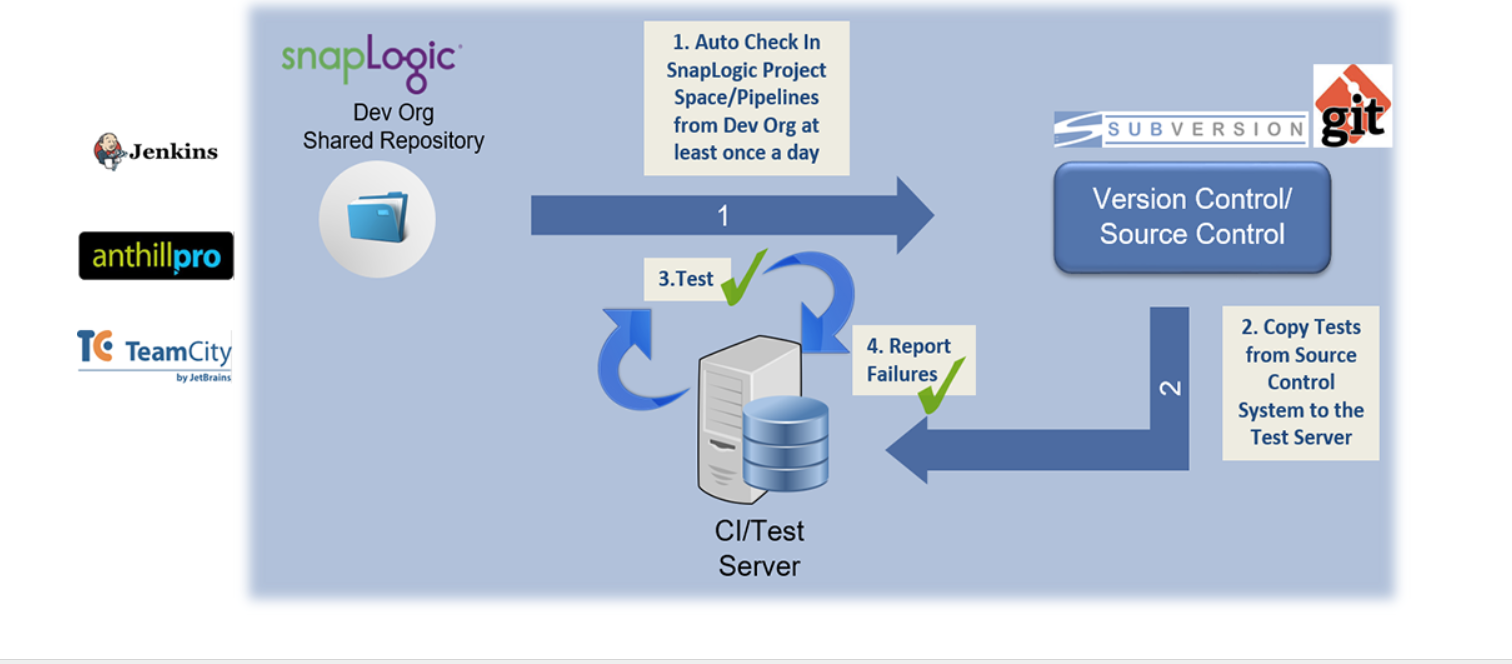 snapLogic
Dev Org
Shared Repository
Jenkins
anthillpro
TeamCity
by JetBrains
1. Auto Check In
SnapLogic Project
Space/Pipelines
from Dev Org at
least once a day
1
SUBVERSION
git
Version Control/
Source Control
3.Test
4. Report
Failures
2
2. Copy Tests
from Source
Control
System to the
Test Server
CI/Test
Server